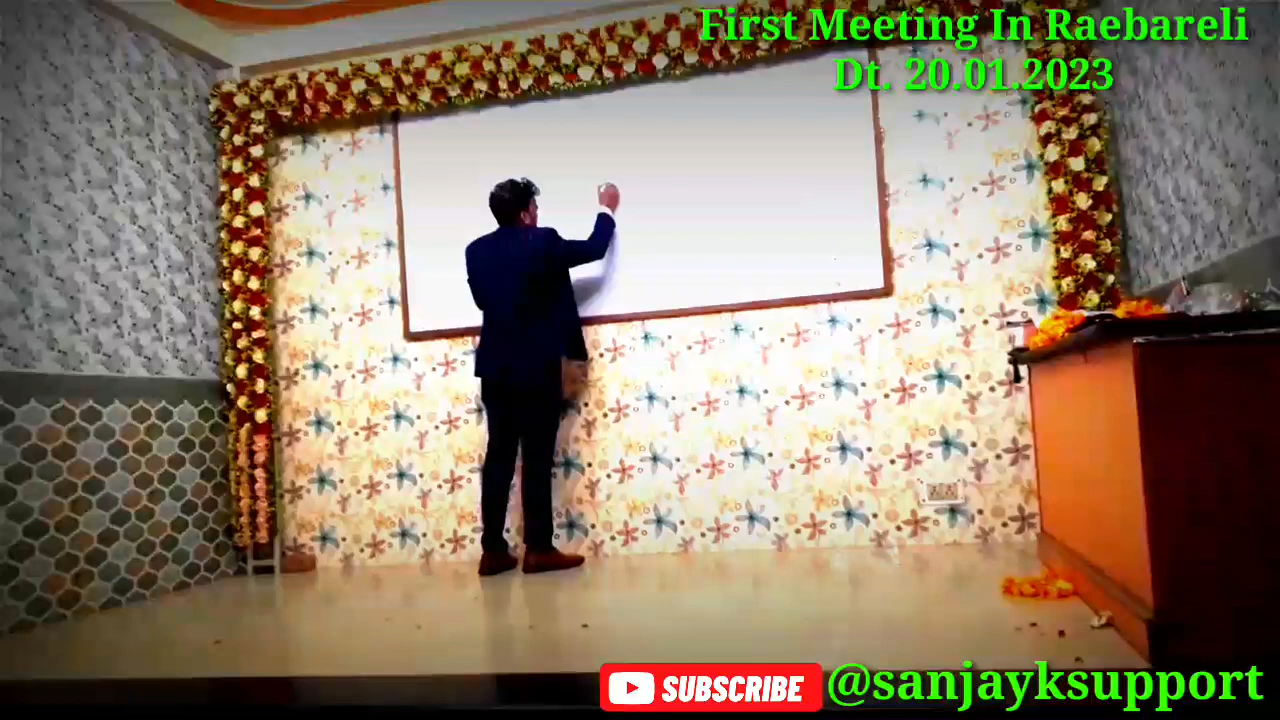 First Meeting In Raebareli
Dt. 20.01.2023
SUBSCRIBE @sanjayksupport